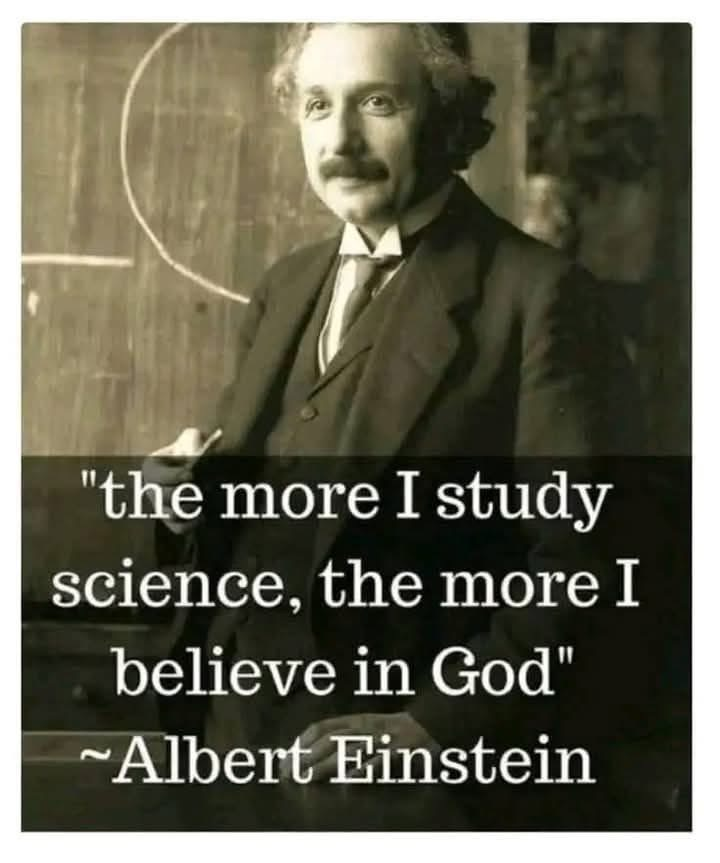 "the more I study
science, the more I
believe in God"
~Albert Einstein